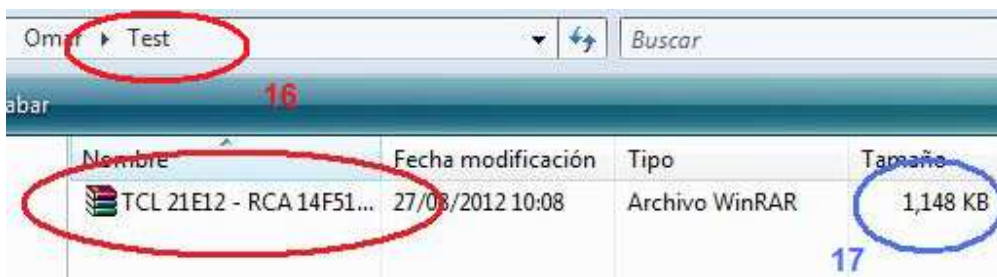 Omar ▸ Test Buscar
16
abar
Nombre Fecha modificación Tipo Tamaño
TCL 21E12 - RCA 14F51... 27/08/2012 10:08 Archivo WinRAR 1,148 KB
17